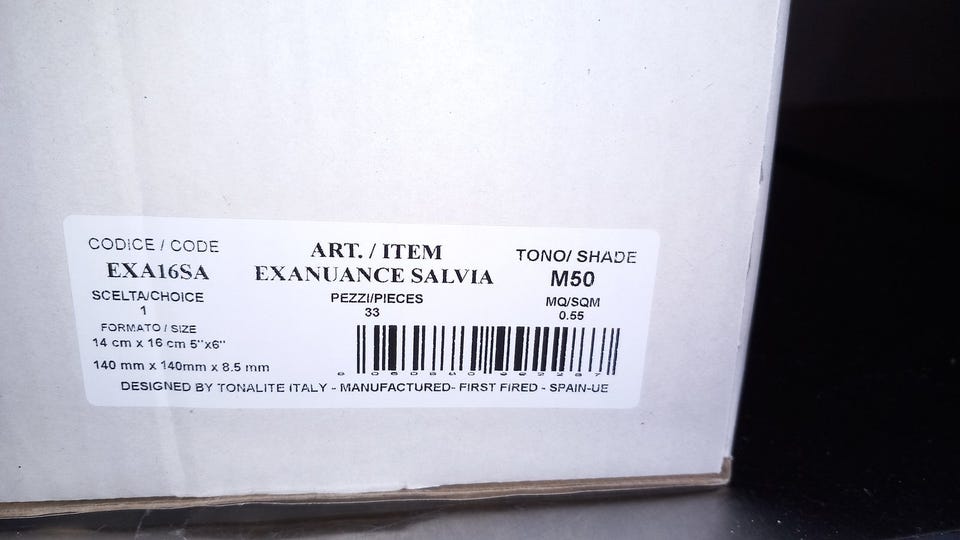 CODICE / CODE
EXA16SA
SCELTA/CHOICE
1
FORMATO / SIZE
14 cm x 16 cm 5"x6"
140 mm x 140mm x 8.5 mm
ART. / ITEM
EXANUANCE SALVIA
PEZZI/PIECES
33
TONO/ SHADE
M50
MQ/SQM
0.55
DESIGNED BY TONALITE ITALY - MANUFACTURED- FIRST FIRED - SPAIN-UE